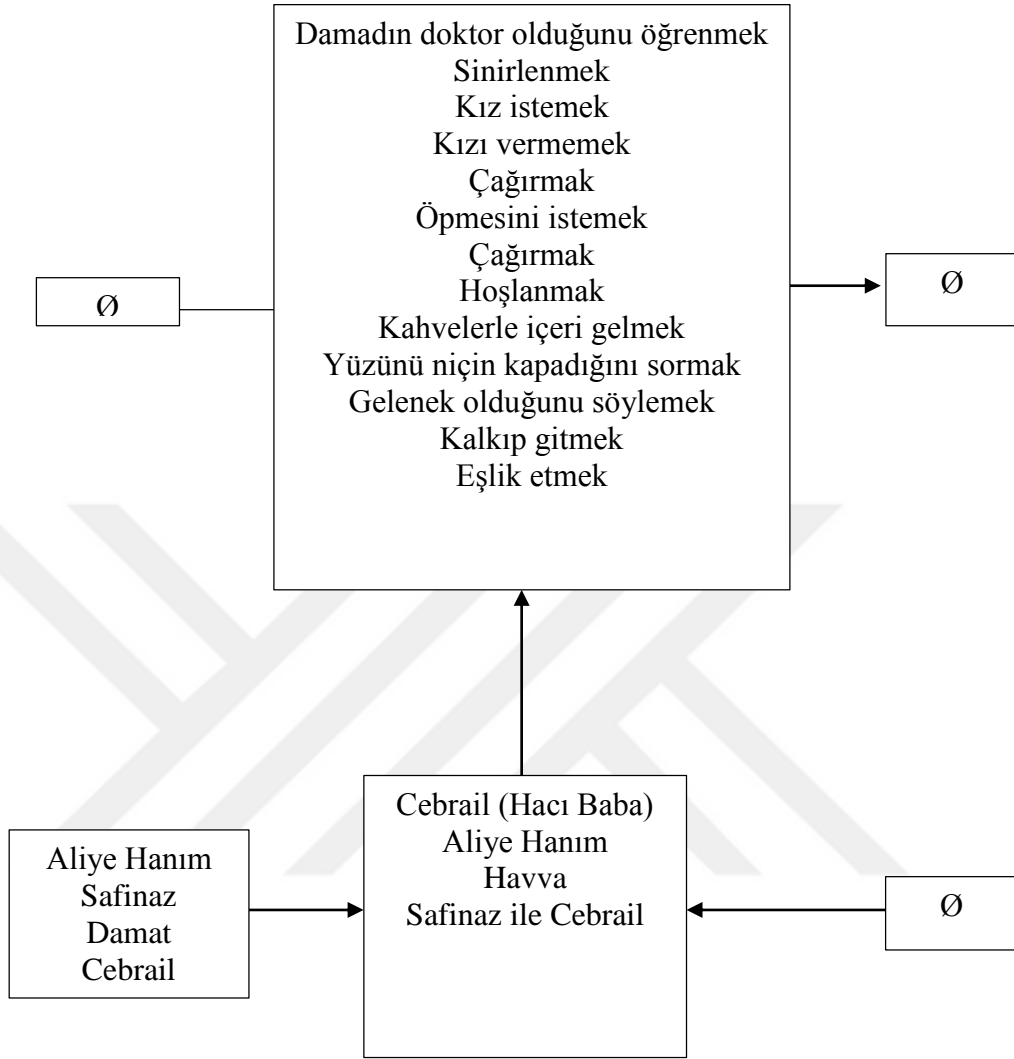 Damadın doktor olduğunu öğrenmek
Sinirlenmek
Kız istemek
Kızı vermemek
Çağırmak
Öpmesini istemek
Çağırmak
Hoşlanmak
Kahvelerle içeri gelmek
Yüzünü niçin kapadığını sormak
Gelenek olduğunu söylemek
Kalkıp gitmek
Eşlik etmek
Ø
Ø
Aliye Hanım
Safinaz
Damat
Cebrail
Cebrail (Hacı Baba)
Aliye Hanım
Havva
Safinaz ile Cebrail
Ø